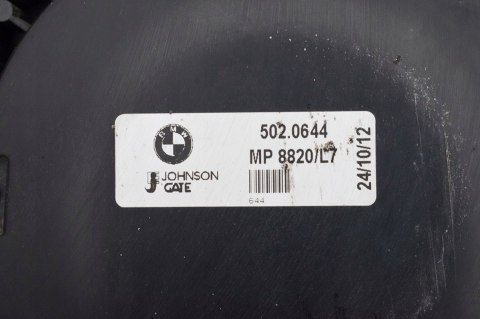 BMW
502.0644
MP 8820/L7
24/10/12
JOHNSON
GATE
644